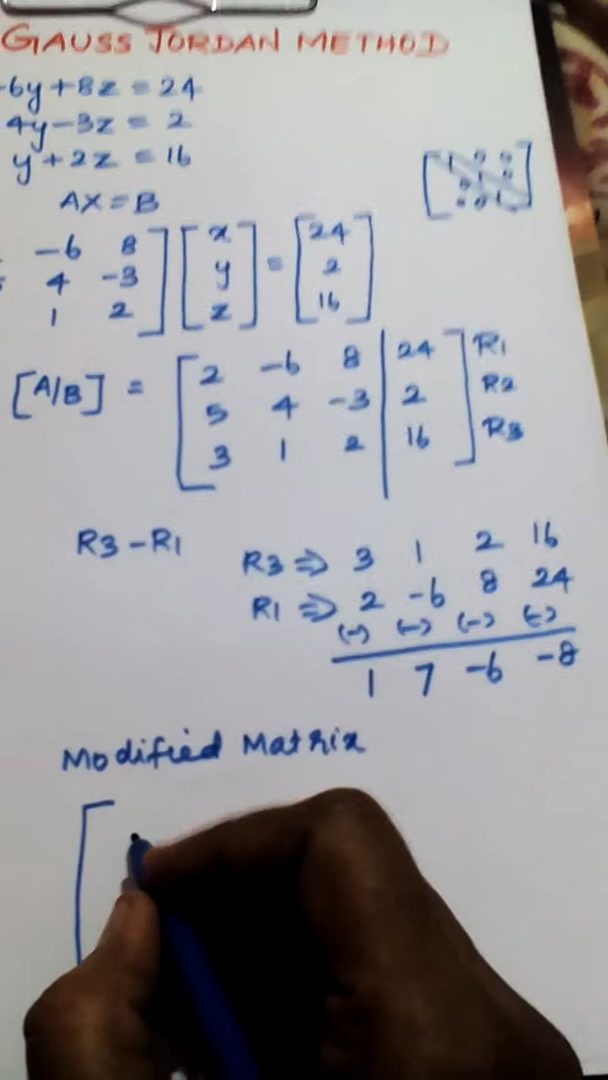 GAUSS JORDAN METHOD
-6y+8z=24
4y-3z=2
y+2z=16
AX=B
-6 8 x 24
4 -3 y = 2
1 2 z 16
[A/B] = 2 -6 8 24 R1
5 4 -3 2 R2
3 1 2 16 R3
R3-R1
R3⇒ 3 1 2 16
R1⇒ 2 -6 8 24
(-) (-) (-) (-)
1 7 -6 -8
Modified Matrix